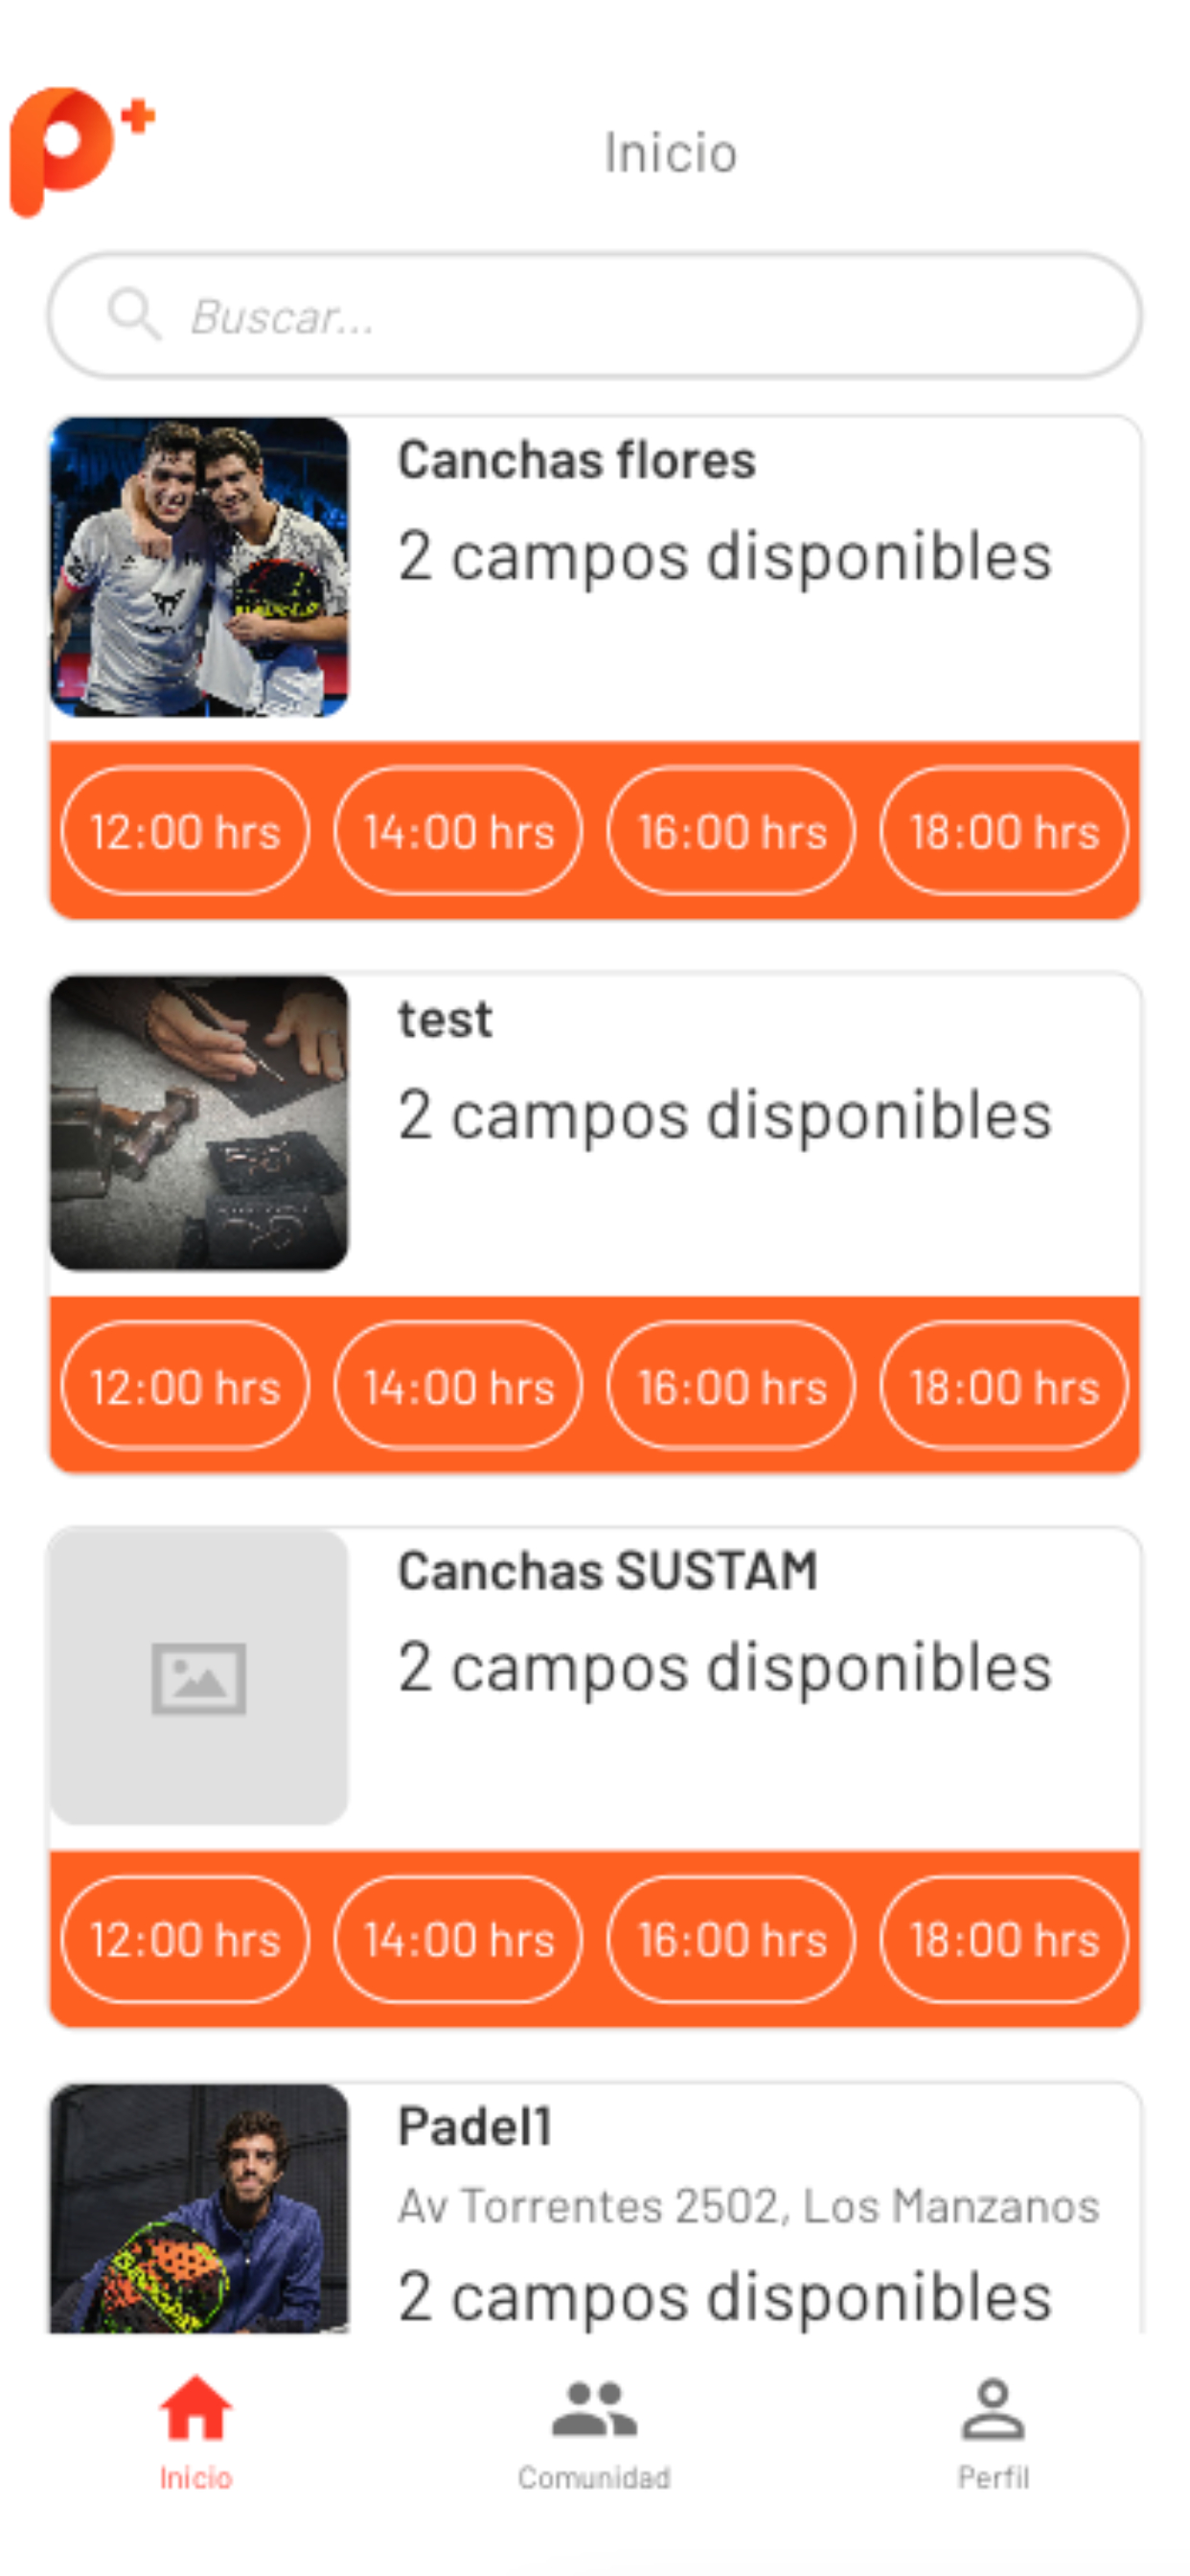 Inicio
Buscar...
Canchas flores
2 campos disponibles
12:00 hrs 14:00 hrs 16:00 hrs 18:00 hrs
test
2 campos disponibles
12:00 hrs 14:00 hrs 16:00 hrs 18:00 hrs
Canchas SUSTAM
2 campos disponibles
12:00 hrs 14:00 hrs 16:00 hrs 18:00 hrs
Padel1
Av Torrentes 2502, Los Manzanos
2 campos disponibles
Inicio Comunidad Perfil